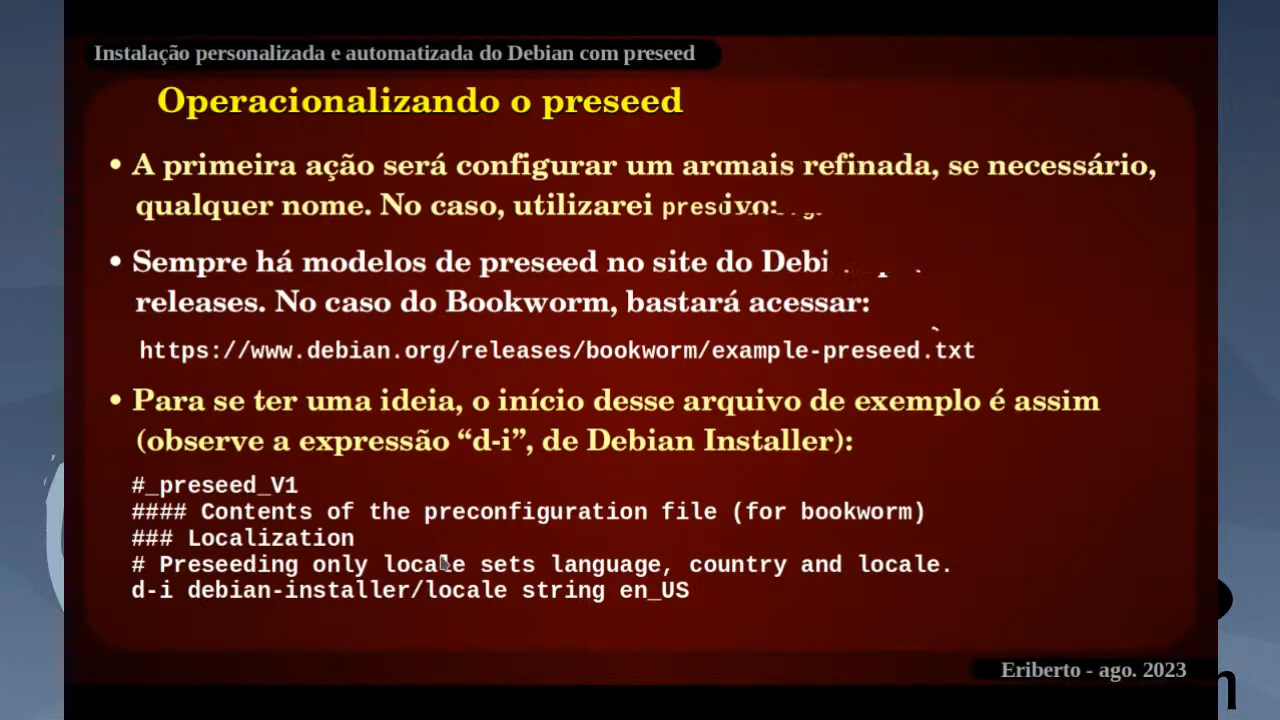 Instalação personalizada e automatizada do Debian com preseed
Operacionalizando o preseed
• A primeira ação será configurar um mais refinada, se necessário,
qualquer nome. No caso, utilizarei
• Sempre há modelos de preseed no site do
releases. No caso do Bookworm, bastará acessar:
https://www.debian.org/releases/bookworm/example-preseed.txt
• Para se ter uma ideia, o início desse arquivo de exemplo é assim
(observe a expressão “d-i”, de Debian Installer):
#_preseed_V1
#### Contents of the preconfiguration file (for bookworm)
### Localization
# Preseeding only locale sets language, country and locale.
d-i debian-installer/locale string en_US
Eriberto - ago. 2023